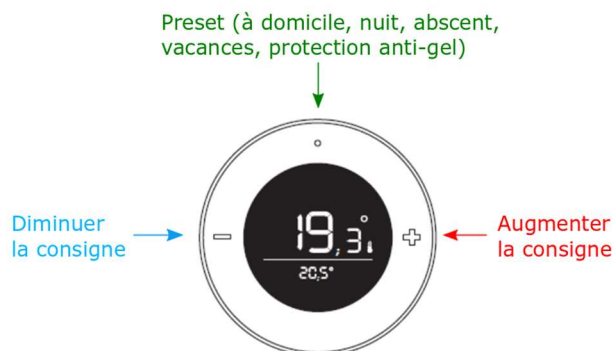 Preset (à domicile, nuit, abscent,
vacances, protection anti-gel)
Diminuer
la consigne
19,3°
20,5°
Augmenter
la consigne